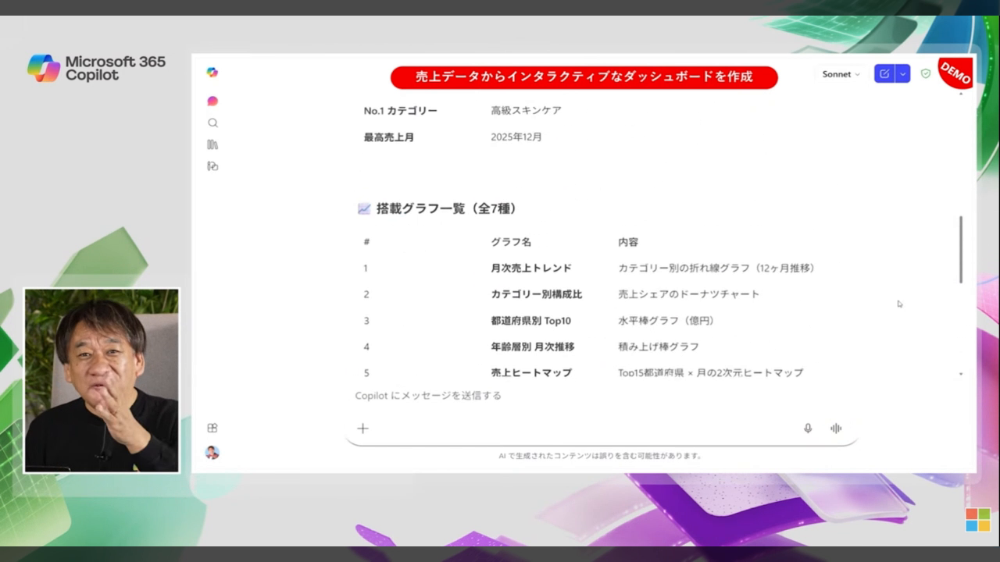 Microsoft 365
Copilot
売上データからインタラクティブなダッシュボードを作成
Sonnet
DEMO
No.1 カテゴリー 高級スキンケア
最高売上月 2025年12月
搭載グラフ一覧（全7種）
# グラフ名 内容
1 月次売上トレンド カテゴリー別の折れ線グラフ（12ヶ月推移）
2 カテゴリー別構成比 売上シェアのドーナツチャート
3 都道府県別 Top10 水平棒グラフ（億円）
4 年齢層別 月次推移 積み上げ棒グラフ
5 売上ヒートマップ Top15都道府県 × 月の2次元ヒートマップ
Copilot にメッセージを送信する
AI で生成されたコンテンツは誤りを含む可能性があります。